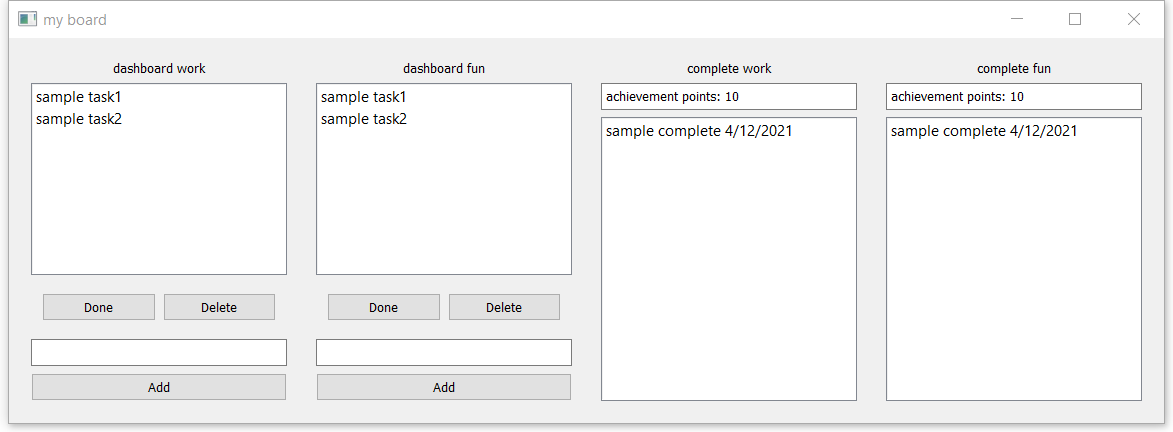 my board
dashboard work
sample task1
sample task2
Done
Delete
Add
dashboard fun
sample task1
sample task2
Done
Delete
Add
complete work
achievement points: 10
sample complete 4/12/2021
complete fun
achievement points: 10
sample complete 4/12/2021